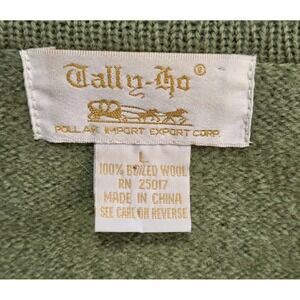 Tally-Ho®
POLLAK IMPORT EXPORT CORP.
L
100% BOILED WOOL
RN 25017
MADE IN CHINA
SEE CARE ON REVERSE